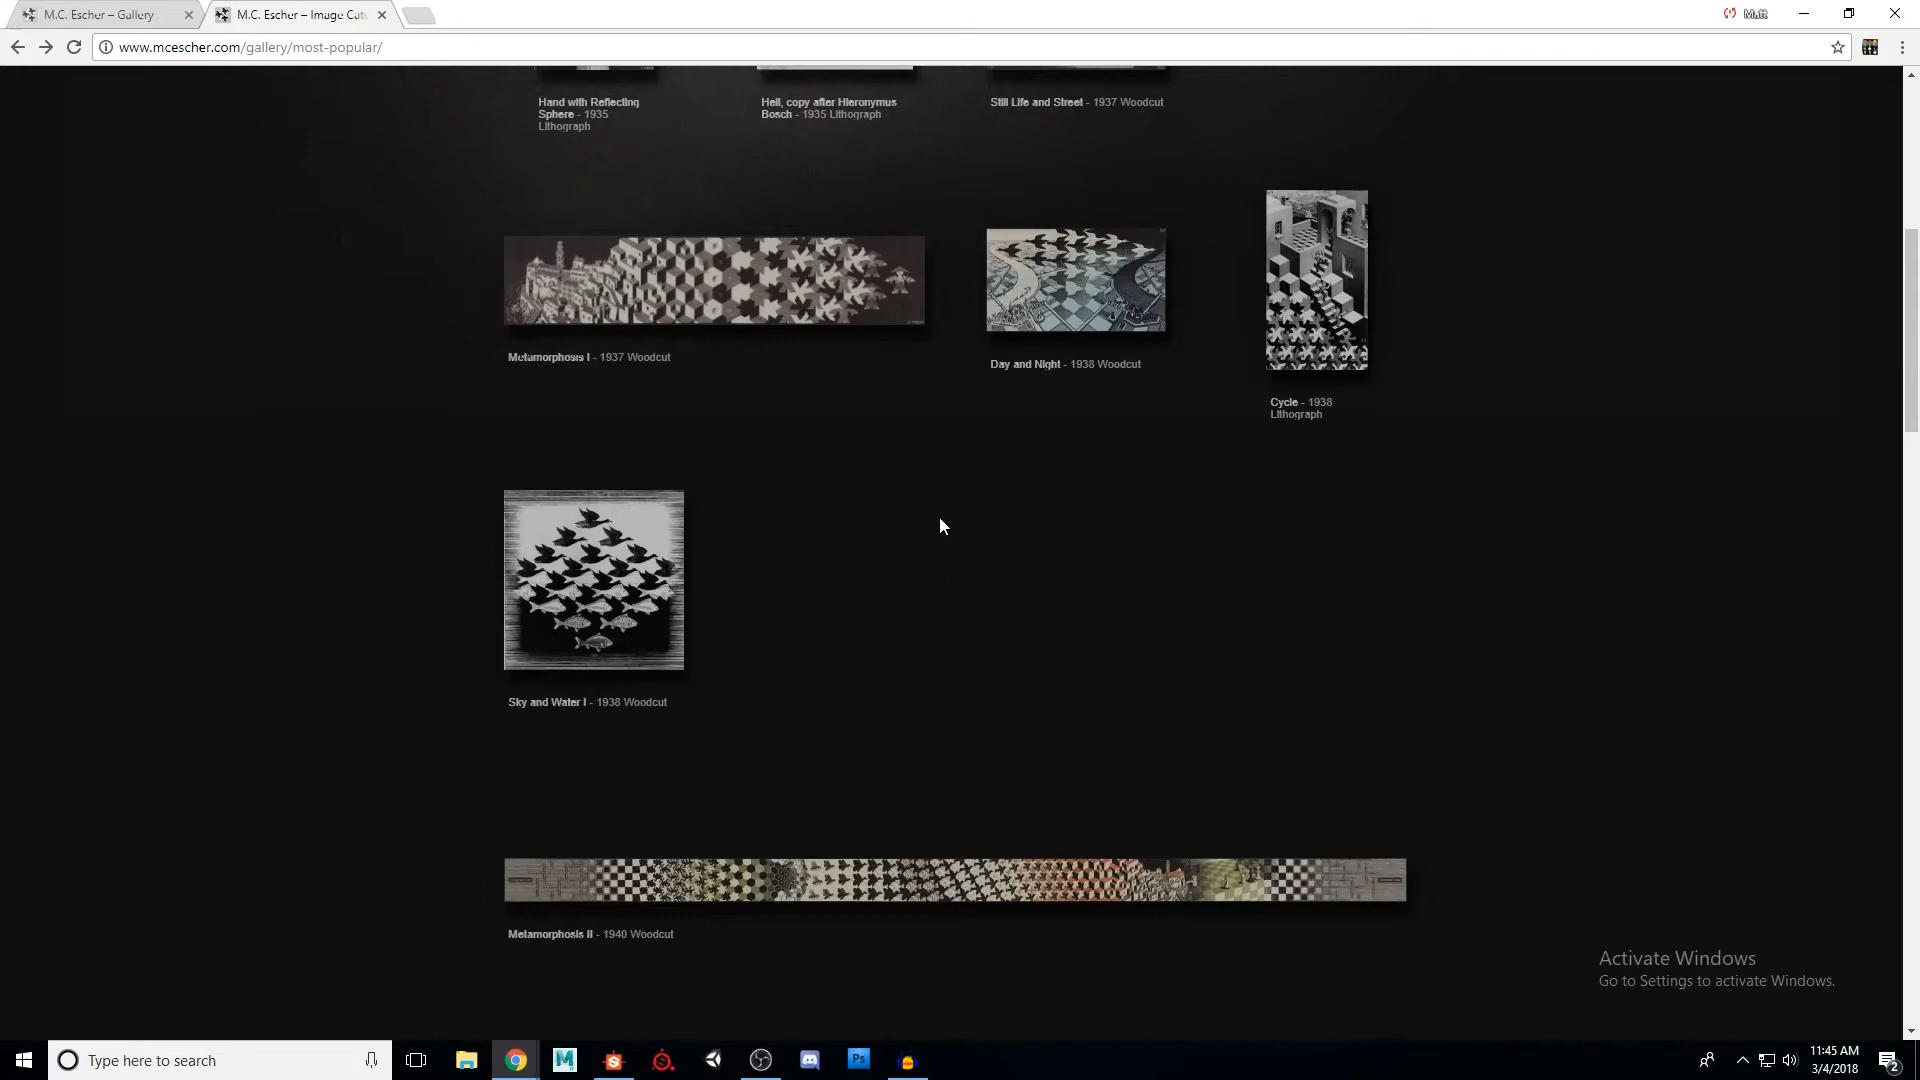 M.C. Escher – Gallery
M.C. Escher – Image Cat
Matt
www.mcescher.com/gallery/most-popular/
Hand with Reflecting
Sphere - 1935
Lithograph
Hell, copy after Hieronymus
Bosch - 1935 Lithograph
Still Life and Street - 1937 Woodcut
Metamorphosis I - 1937 Woodcut
Day and Night - 1938 Woodcut
Cycle - 1938
Lithograph
Sky and Water I - 1938 Woodcut
Metamorphosis II - 1940 Woodcut
Activate Windows
Go to Settings to activate Windows.
Type here to search
M
Ps
11:45 AM
3/4/2018
2